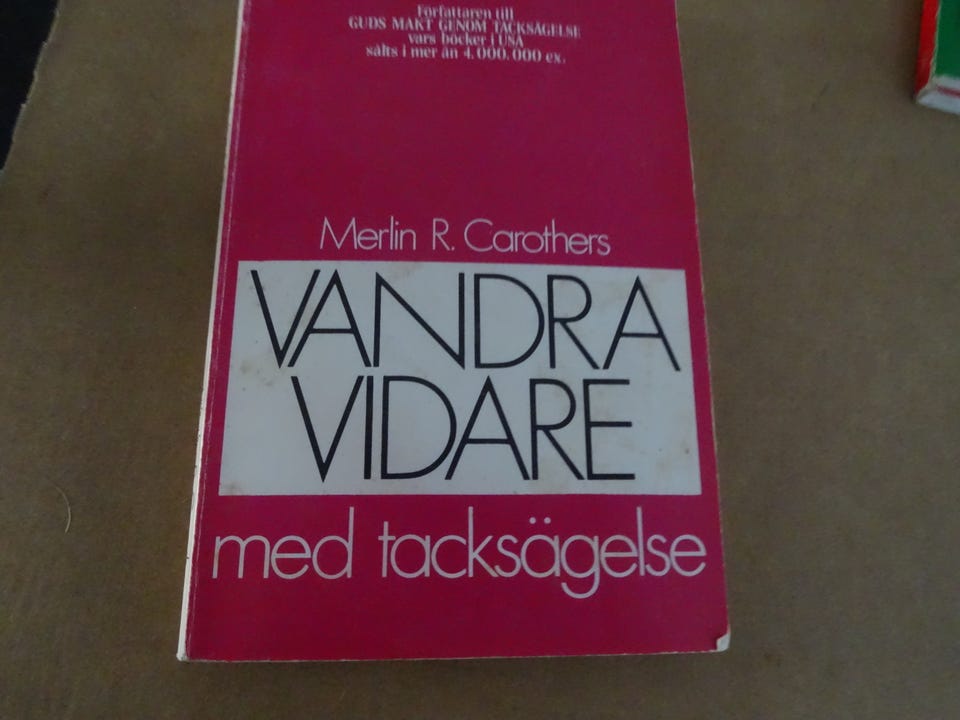 Författaren till
GUDS MAKT GENOM TACKSÄGELSE
vars böcker i USA
sålts i mer än 4.000.000 ex.
Merlin R. Carothers
VANDRA
VIDARE
med tacksägelse